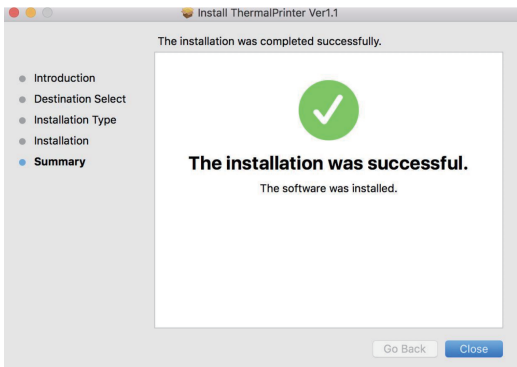 Install ThermalPrinter Ver1.1
The installation was completed successfully.
Introduction
Destination Select
Installation Type
Installation
Summary
The installation was successful.
The software was installed.
Go Back
Close